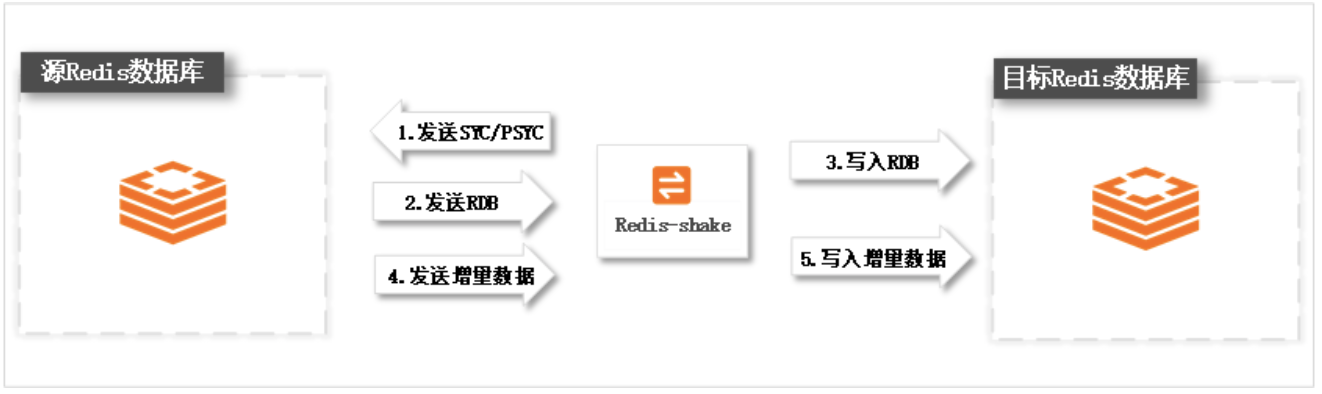 源Redis数据库
目标Redis数据库
1.发送SYC/PSYC
2.发送RDB
4.发送增里数据
Redis-shake
3.写入RDB
5.写入增里数据